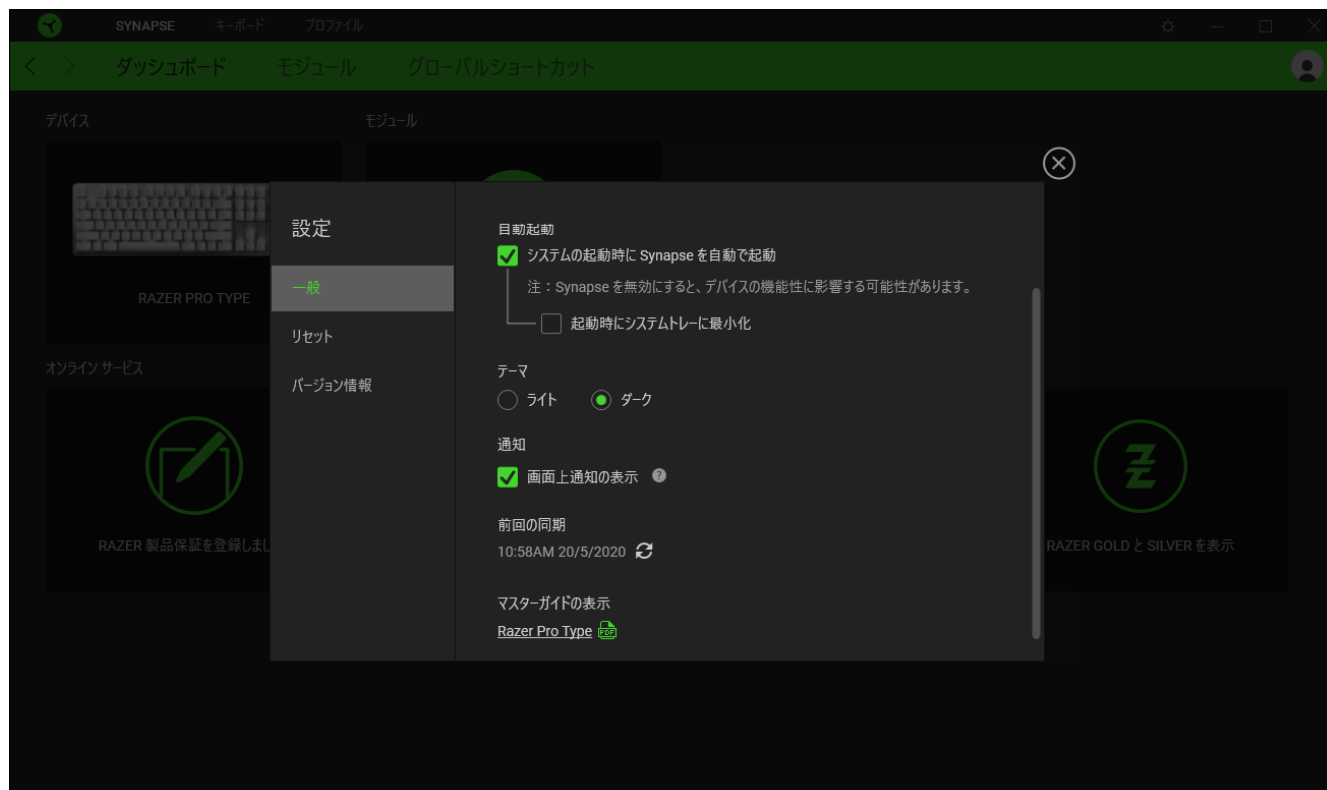 SYNAPSE キーボード プロファイル
ダッシュボード モジュール グローバルショートカット
デバイス モジュール
RAZER PRO TYPE
オンライン サービス
RAZER 製品保証を登録しまし
RAZER GOLD と SILVER を表示
設定
一般
リセット
バージョン情報
自動起動
システムの起動時に Synapse を自動で起動
注：Synapse を無効にすると、デバイスの機能性に影響する可能性があります。
起動時にシステムトレーに最小化
テーマ
ライト ダーク
通知
画面上通知の表示 ?
前回の同期
10:58AM 20/5/2020
マスターガイドの表示
Razer Pro Type PDF